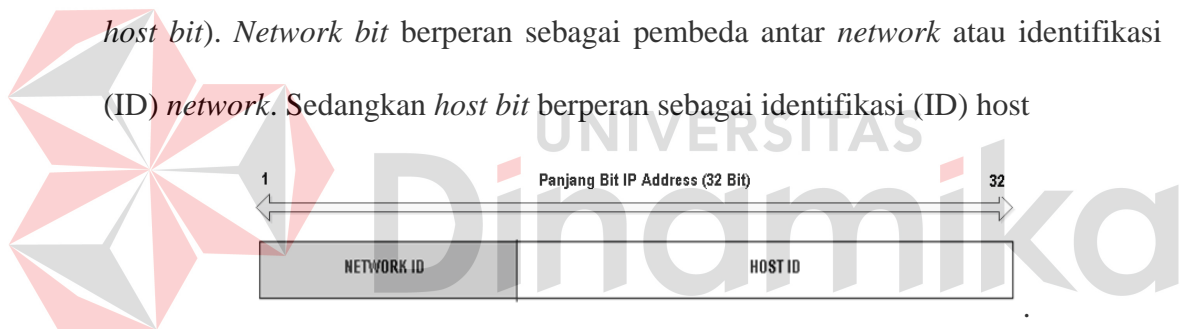 host bit). Network bit berperan sebagai pembeda antar network atau identifikasi
(ID) network. Sedangkan host bit berperan sebagai identifikasi (ID) host
UNIVERSITAS
Dinamika
1 Panjang Bit IP Address (32 Bit) 32
NETWORK ID HOST ID
.